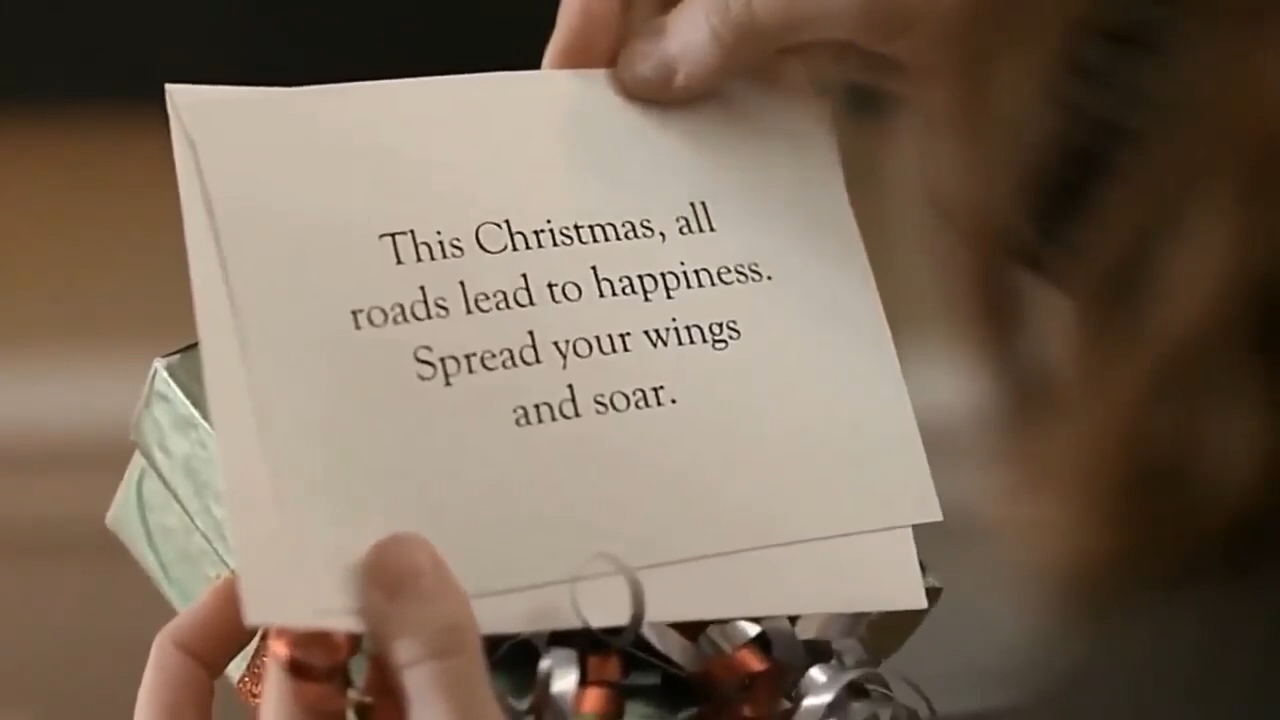 This Christmas, all
roads lead to happiness.
Spread your wings
and soar.